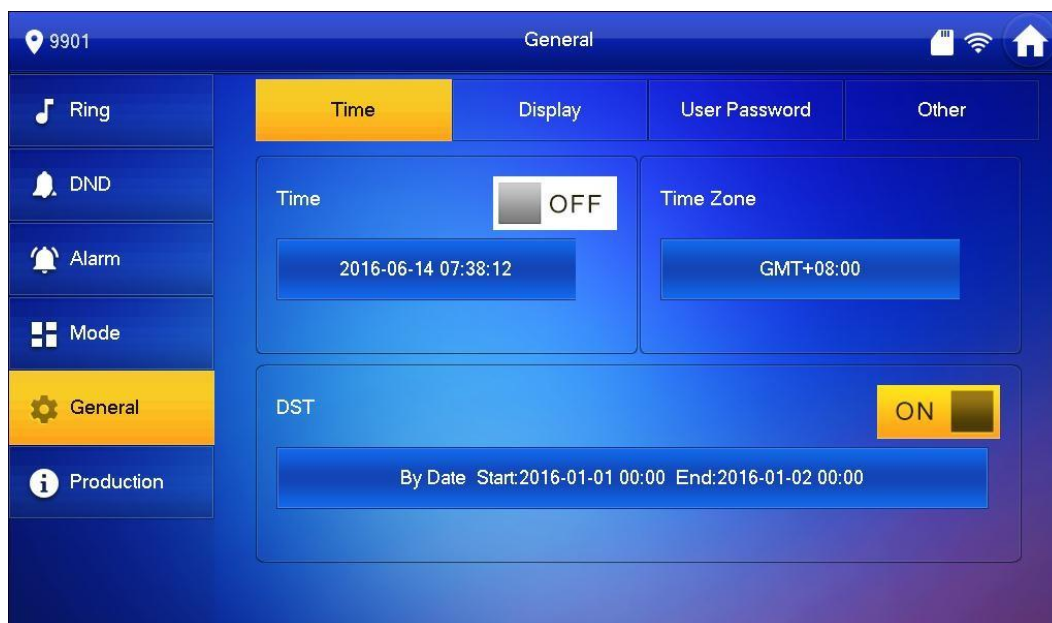 9901
General
Ring
DND
Alarm
Mode
General
Production
Time
Display
User Password
Other
Time
OFF
2016-06-14 07:38:12
Time Zone
GMT+08:00
DST
ON
By Date Start:2016-01-01 00:00 End:2016-01-02 00:00